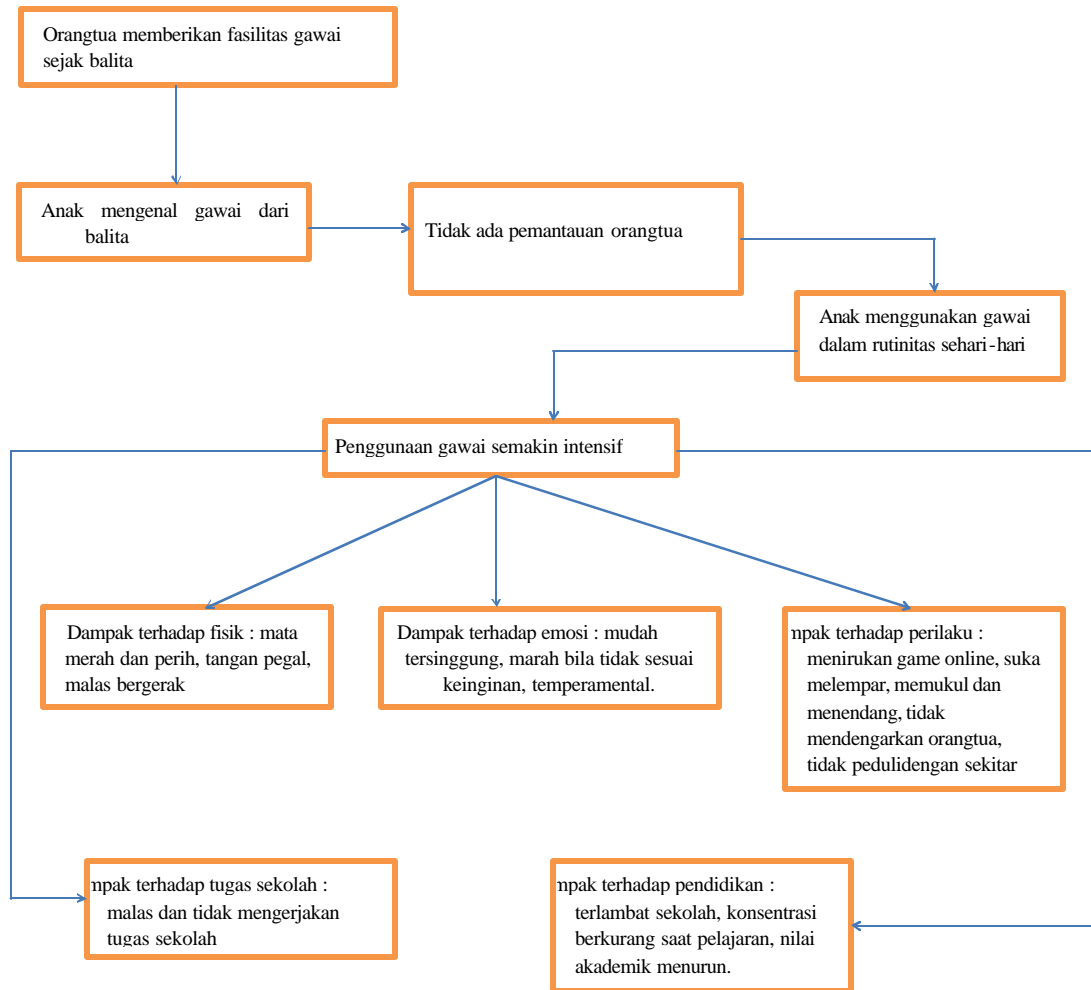 Orangtua memberikan fasilitas gawai
sejak balita
Anak mengenal gawai dari
balita
Tidak ada pemantauan orangtua
Anak menggunakan gawai
dalam rutinitas sehari-hari
Penggunaan gawai semakin intensif
Dampak terhadap fisik : mata
merah dan perih, tangan pegal,
malas bergerak
Dampak terhadap emosi : mudah
tersinggung, marah bila tidak sesuai
keinginan, temperamental.
mpak terhadap perilaku :
menirukan game online, suka
melempar, memukul dan
menendang, tidak
mendengarkan orangtua,
tidak pedulidengan sekitar
mpak terhadap tugas sekolah :
malas dan tidak mengerjakan
tugas sekolah
mpak terhadap pendidikan :
terlambat sekolah, konsentrasi
berkurang saat pelajaran, nilai
akademik menurun.